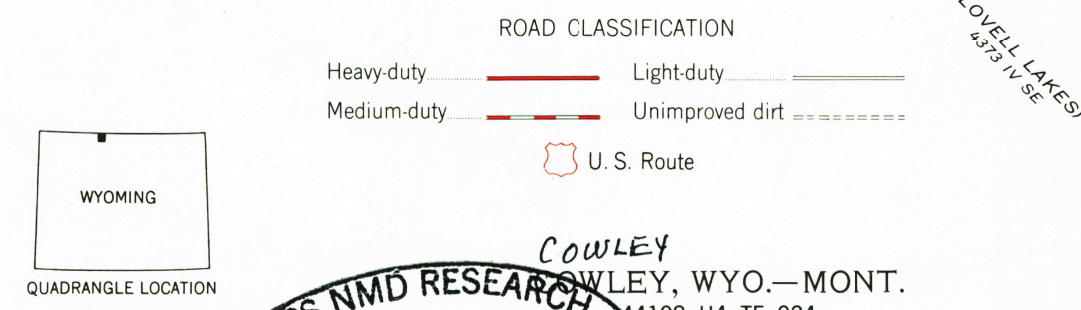 ROAD CLASSIFICATION
Heavy-duty Light-duty
Medium-duty Unimproved dirt
U. S. Route
LOVELL LAKES)
4373 IV SE
WYOMING
QUADRANGLE LOCATION
COWLEY
COWLEY, WYO.—MONT.
NMD RESEARCH